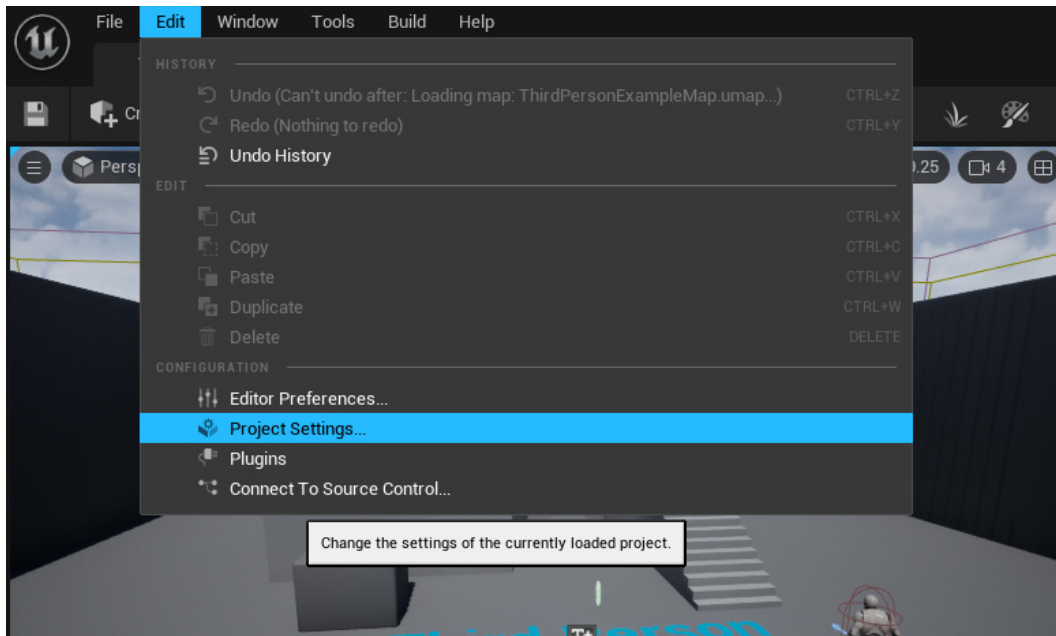 File Edit Window Tools Build Help
HISTORY
Undo (Can't undo after: Loading map: ThirdPersonExampleMap.umap...) CTRL+Z
Redo (Nothing to redo) CTRL+Y
Undo History
EDIT
Cut CTRL+X
Copy CTRL+C
Paste CTRL+V
Duplicate CTRL+W
Delete DELETE
CONFIGURATION
Editor Preferences...
Project Settings...
Plugins
Connect To Source Control...
Change the settings of the currently loaded project.
4
Third Person